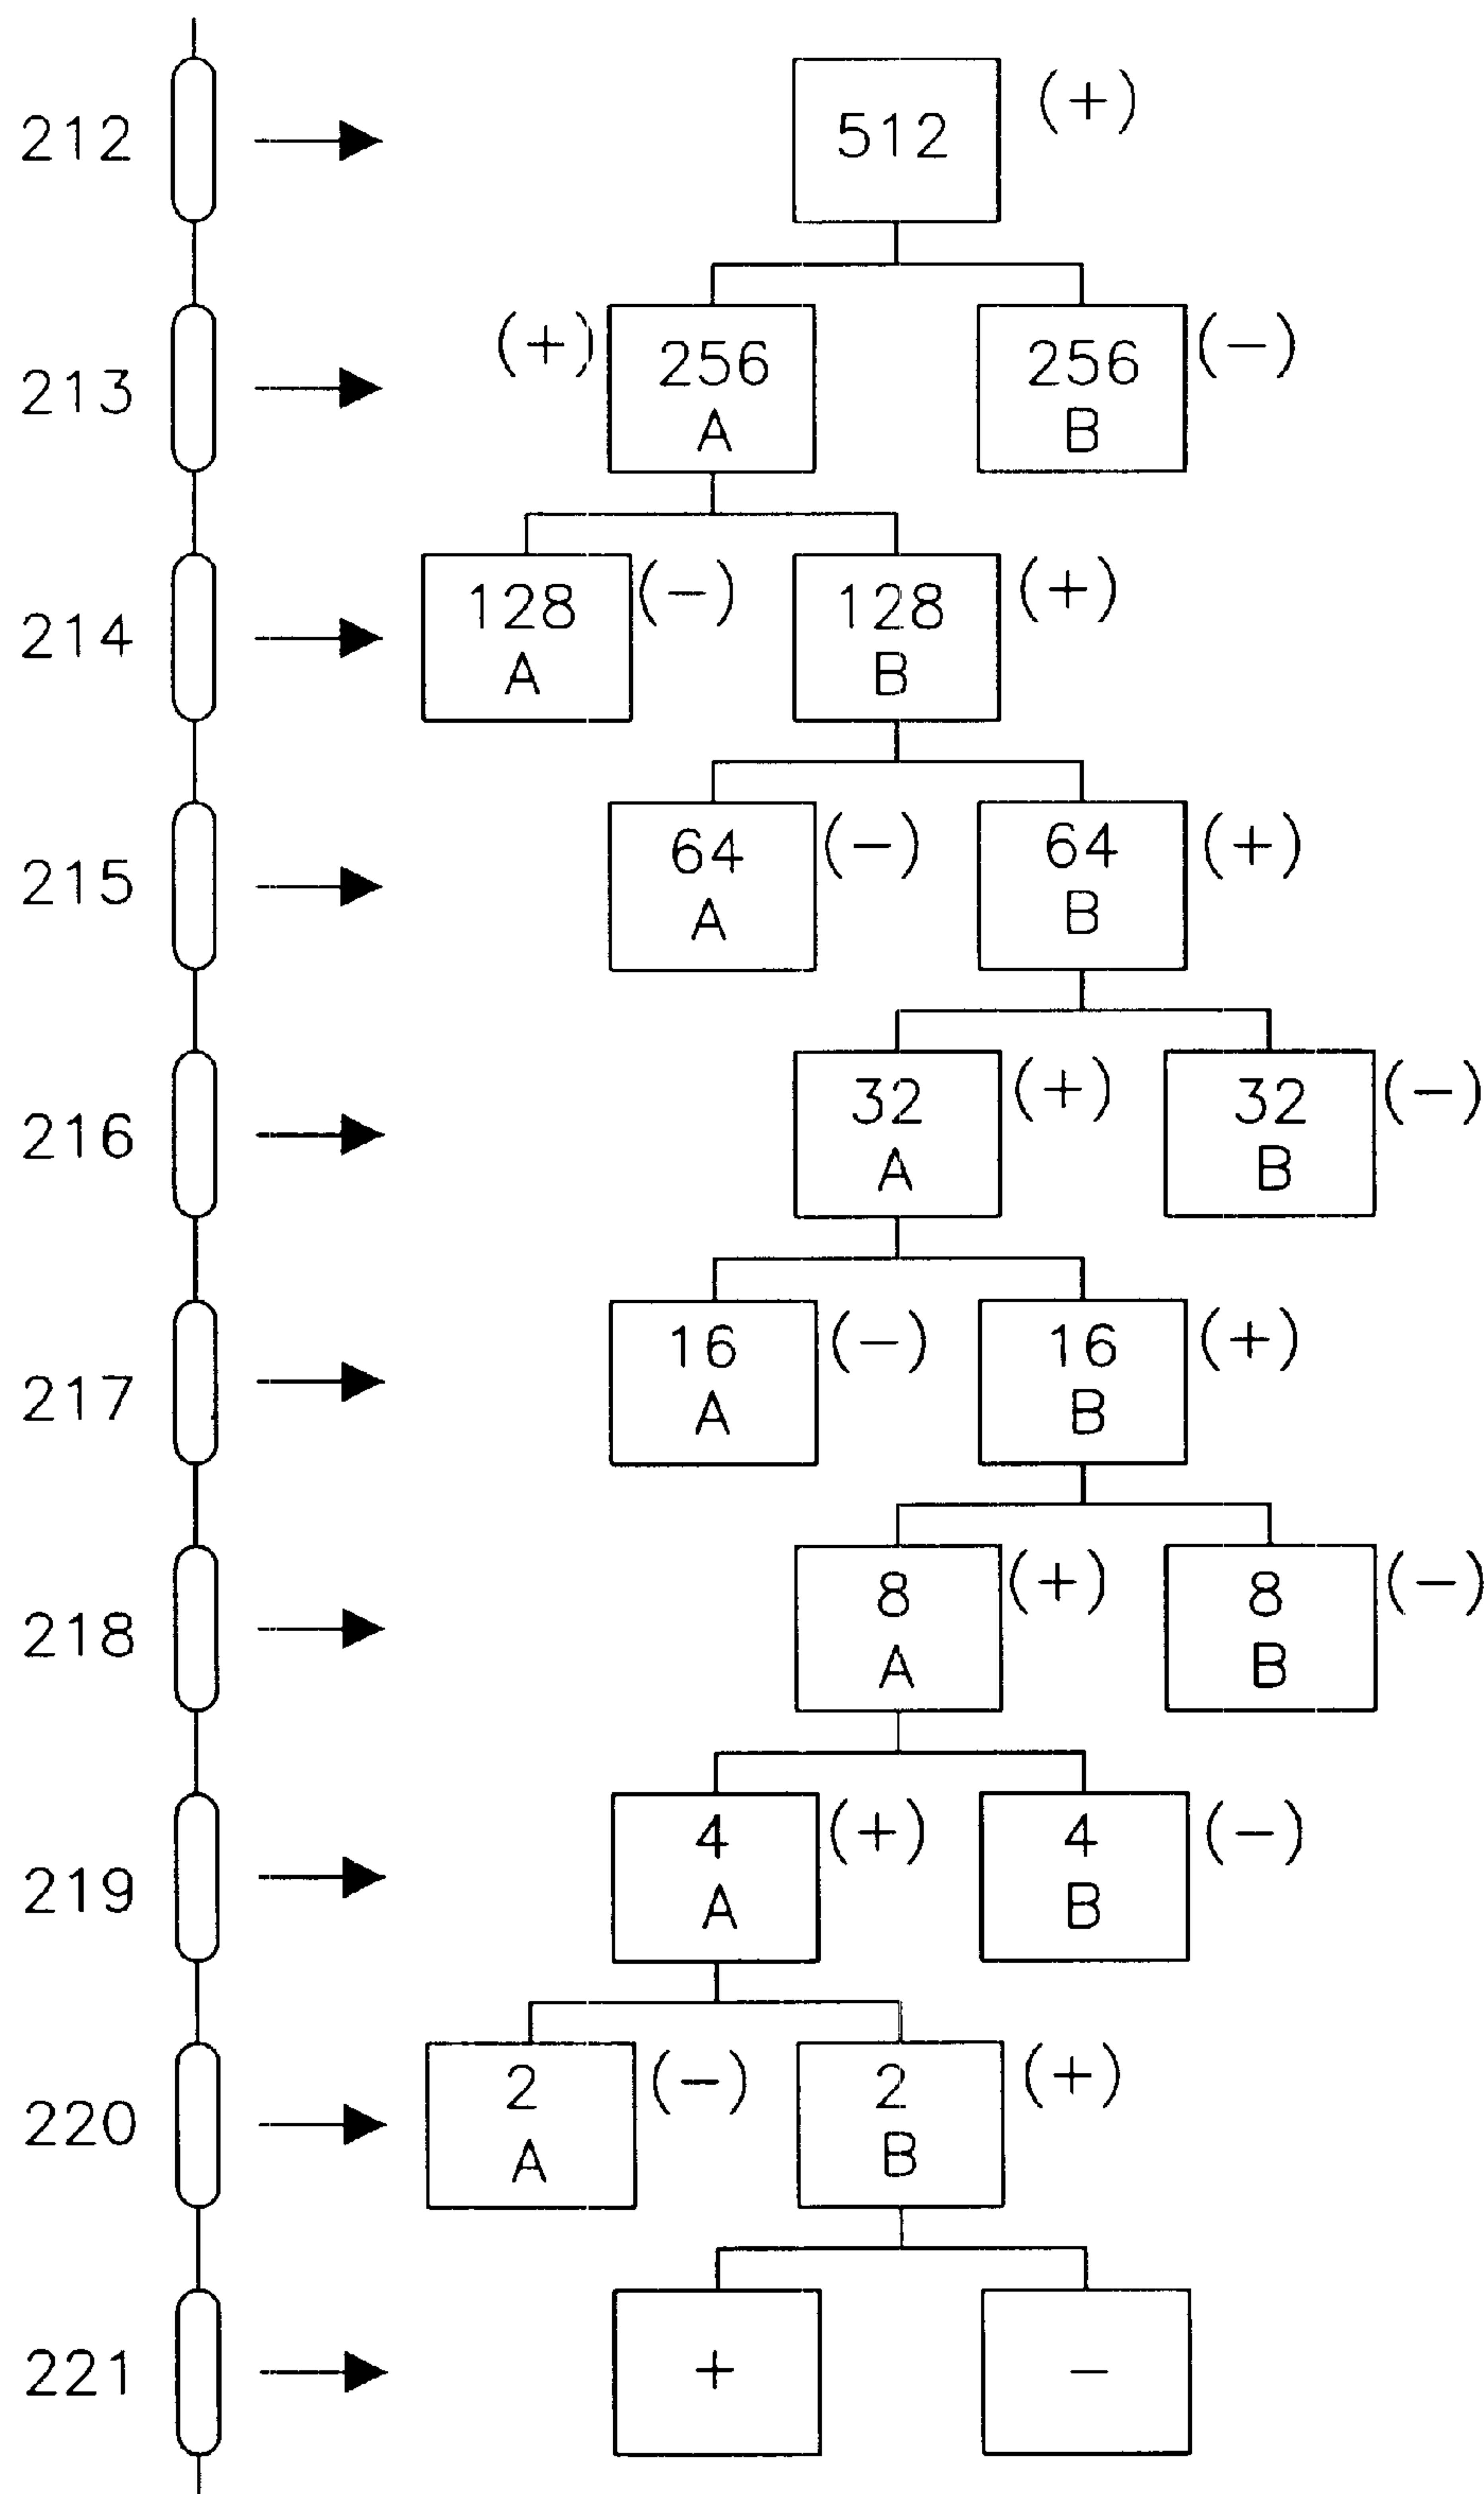 212 512 (+)
213 (+) 256 A 256 B (-)
214 128 A (-) 128 B (+)
215 64 A (-) 64 B (+)
216 32 A (+) 32 B (-)
217 16 A (-) 16 B (+)
218 8 A (+) 8 B (-)
219 4 A (+) 4 B (-)
220 2 A (-) 2 B (+)
221 + -